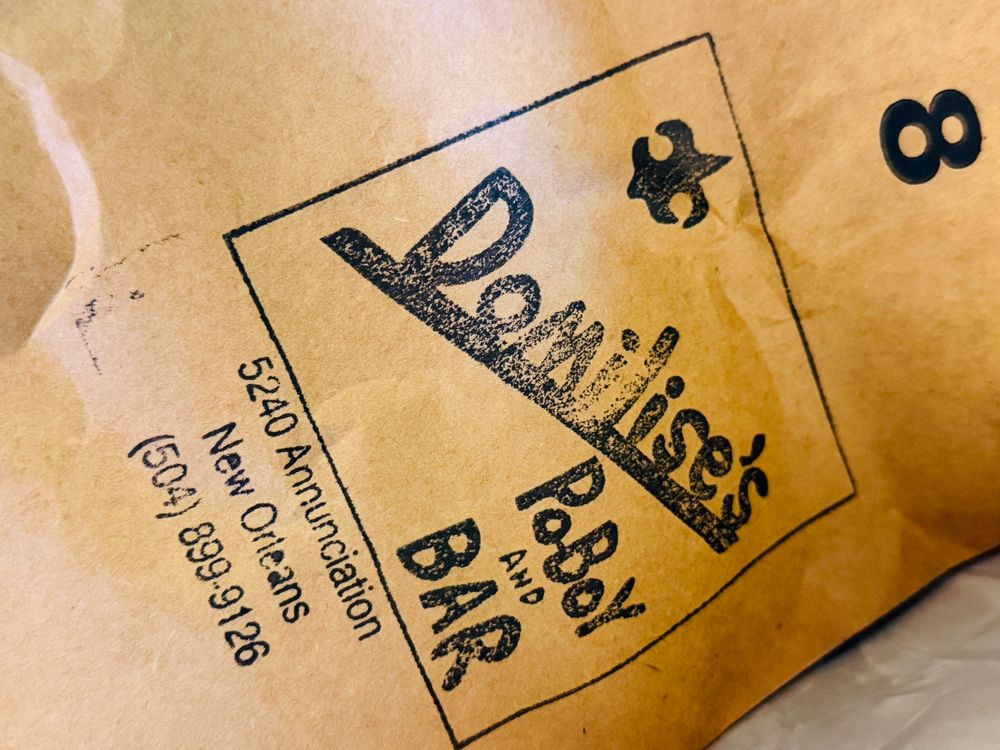 8
Domilise's
PoBoy
AND
BAR
5240 Annunciation
New Orleans
(504) 899-9126